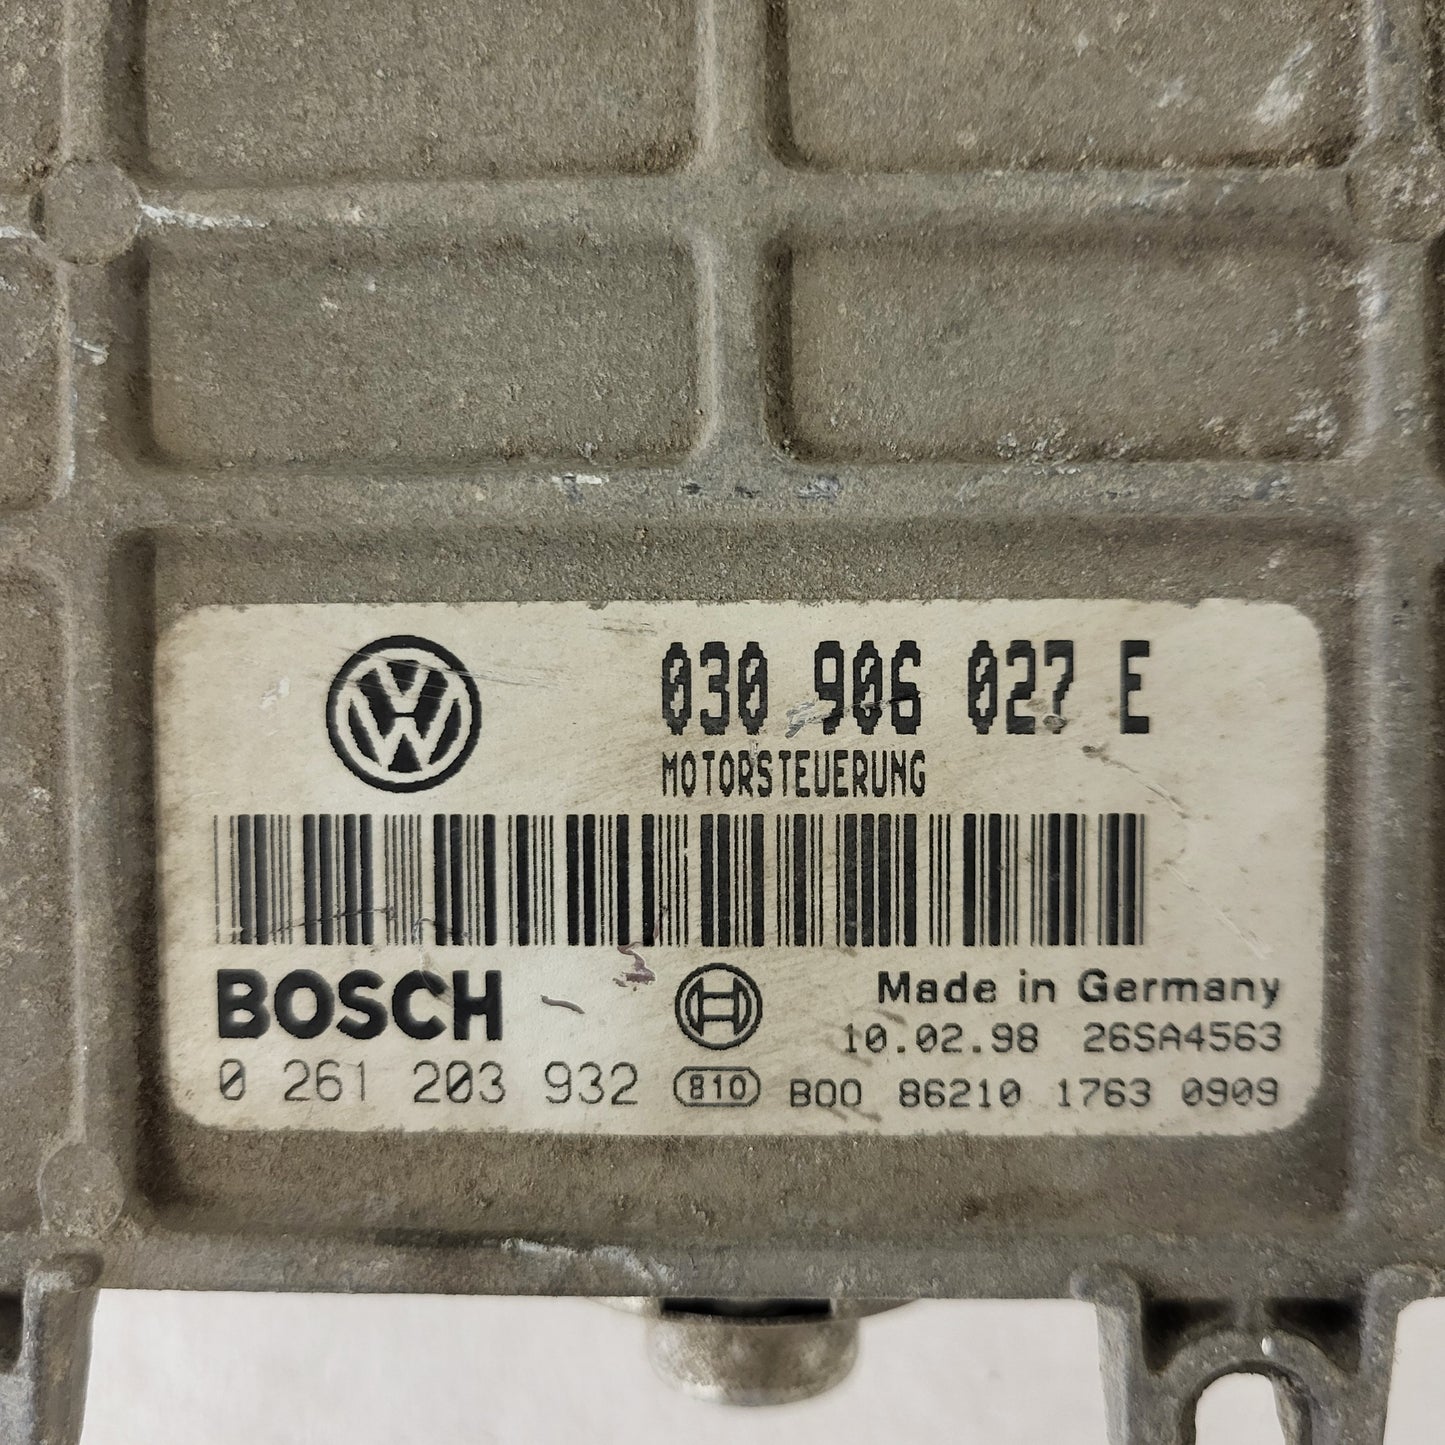 030 906 027 E
MOTORSTEUERUNG
BOSCH
Made in Germany
10.02.98 26SA4563
0 261 203 932 810 B00 86210 1763 0909